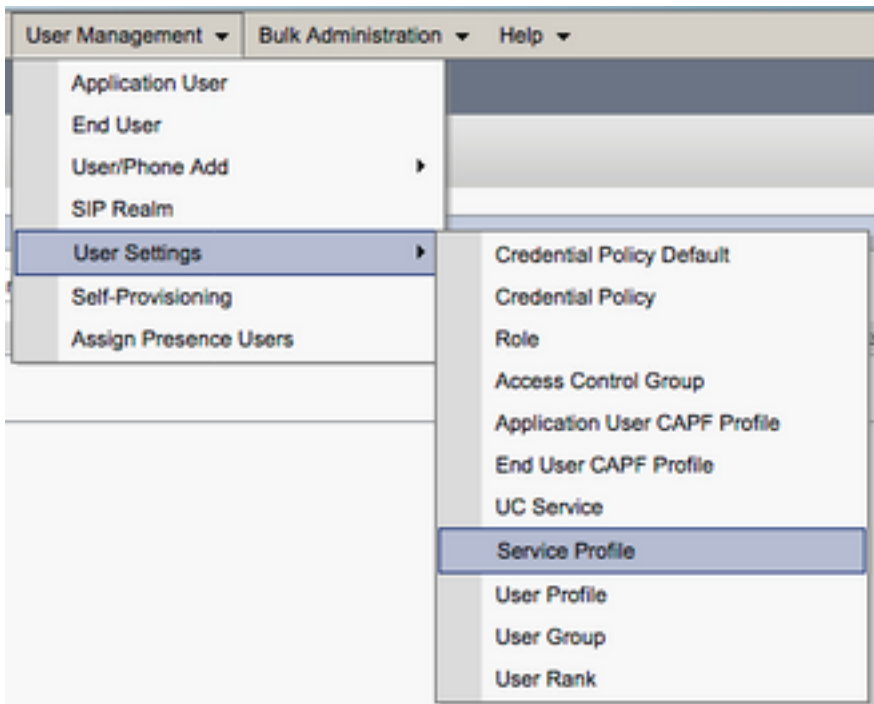 User Management Bulk Administration Help
Application User
End User
User/Phone Add
SIP Realm
User Settings
Self-Provisioning
Assign Presence Users
Credential Policy Default
Credential Policy
Role
Access Control Group
Application User CAPF Profile
End User CAPF Profile
UC Service
Service Profile
User Profile
User Group
User Rank